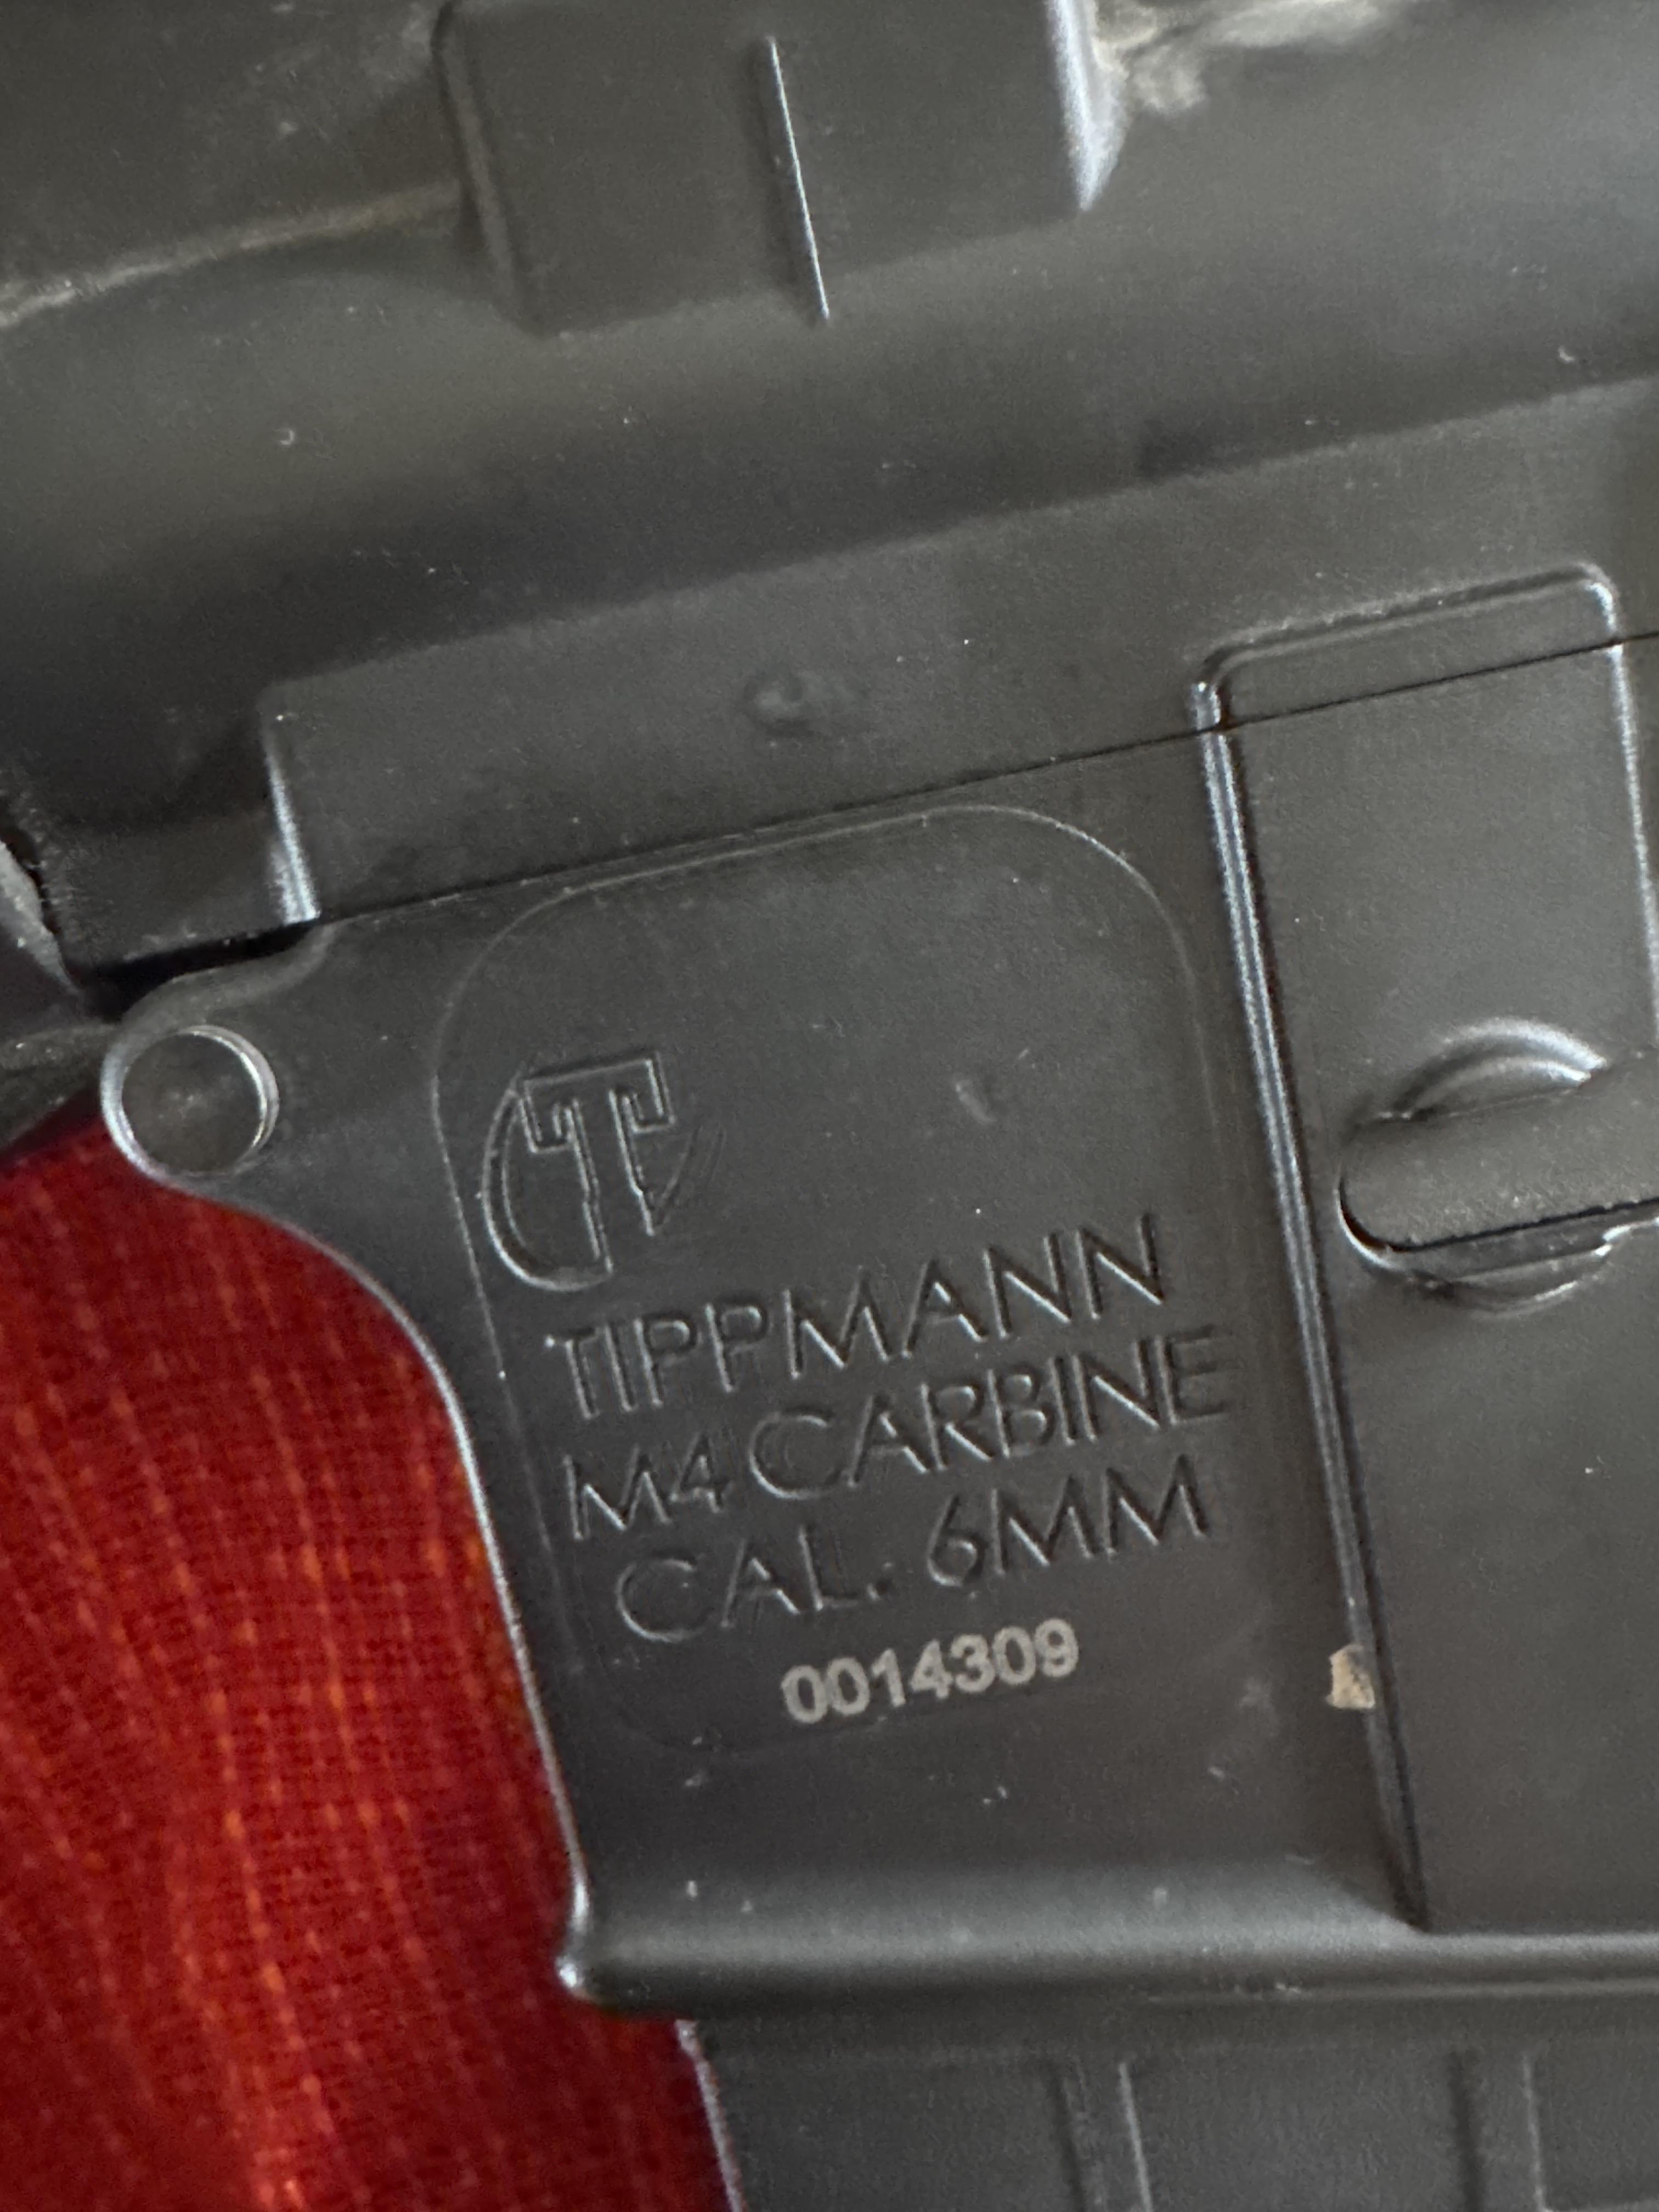 T
TIPPMANN
M4 CARBINE
CAL. 6MM
0014309